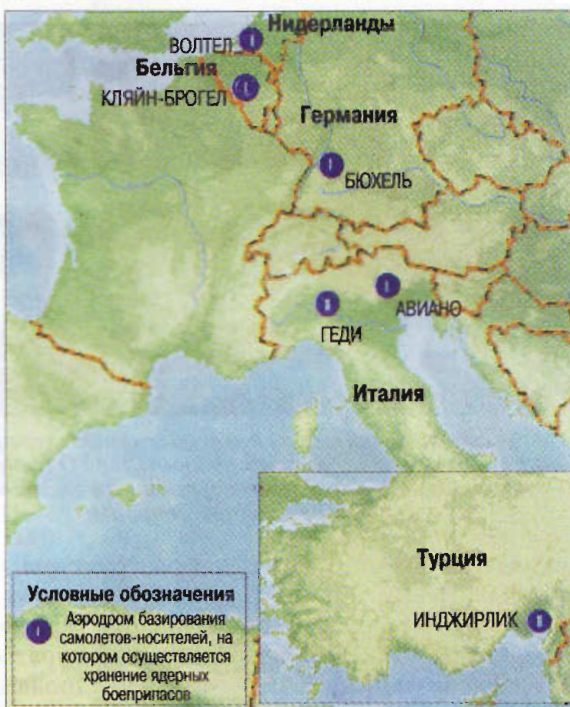 Нидерланды
ВОЛТЕЛ
Бельгия
КЛЯЙН-БРОГЕЛ
Германия
БЮХЕЛЬ
АВИАНО
ГЕДИ
Италия
Турция
ИНДЖИРЛИК
Условные обозначения
Аэродром базирования
самолетов-носителей, на
котором осуществляется
хранение ядерных
боеприпасов